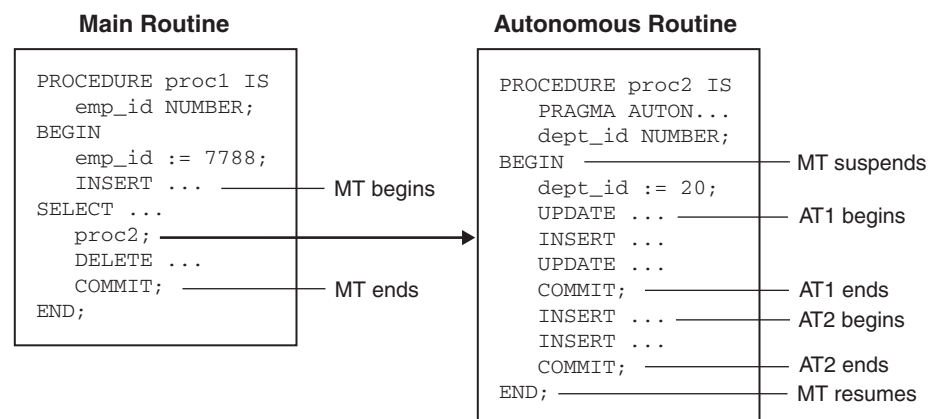 Main Routine
PROCEDURE proc1 IS
emp_id NUMBER;
BEGIN
emp_id := 7788;
INSERT ...
MT begins
SELECT ...
proc2;
DELETE ...
COMMIT;
MT ends
END;
Autonomous Routine
PROCEDURE proc2 IS
PRAGMA AUTON...
dept_id NUMBER;
BEGIN
MT suspends
dept_id := 20;
UPDATE ...
AT1 begins
INSERT ...
UPDATE ...
COMMIT;
AT1 ends
INSERT ...
AT2 begins
INSERT ...
COMMIT;
AT2 ends
END;
MT resumes